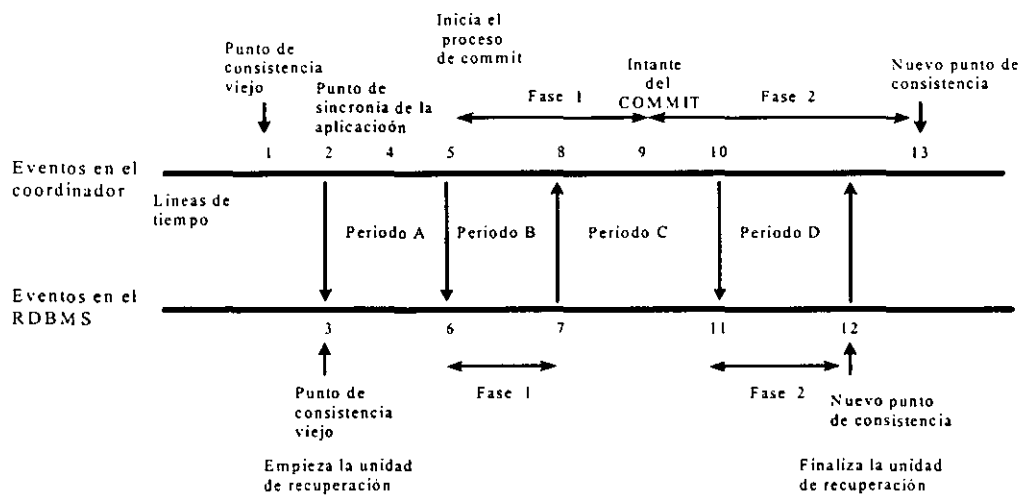 Inicia el
proceso
de commit
Punto de
consistencia
viejo
Punto de
sincronía de la
aplicacioón
Fase 1
Intante
del
COMMIT
Fase 2
Nuevo punto de
consistencia
1 2 4 5 8 9 10 13
Eventos en el
coordinador
Líneas de
tiempo
Periodo A Periodo B Periodo C Periodo D
Eventos en el
RDBMS
3 6 7 11 12
Punto de
consistencia
viejo
Fase 1
Fase 2
Nuevo punto
de consistencia
Empieza la unidad
de recuperación
Finaliza la unidad
de recuperación